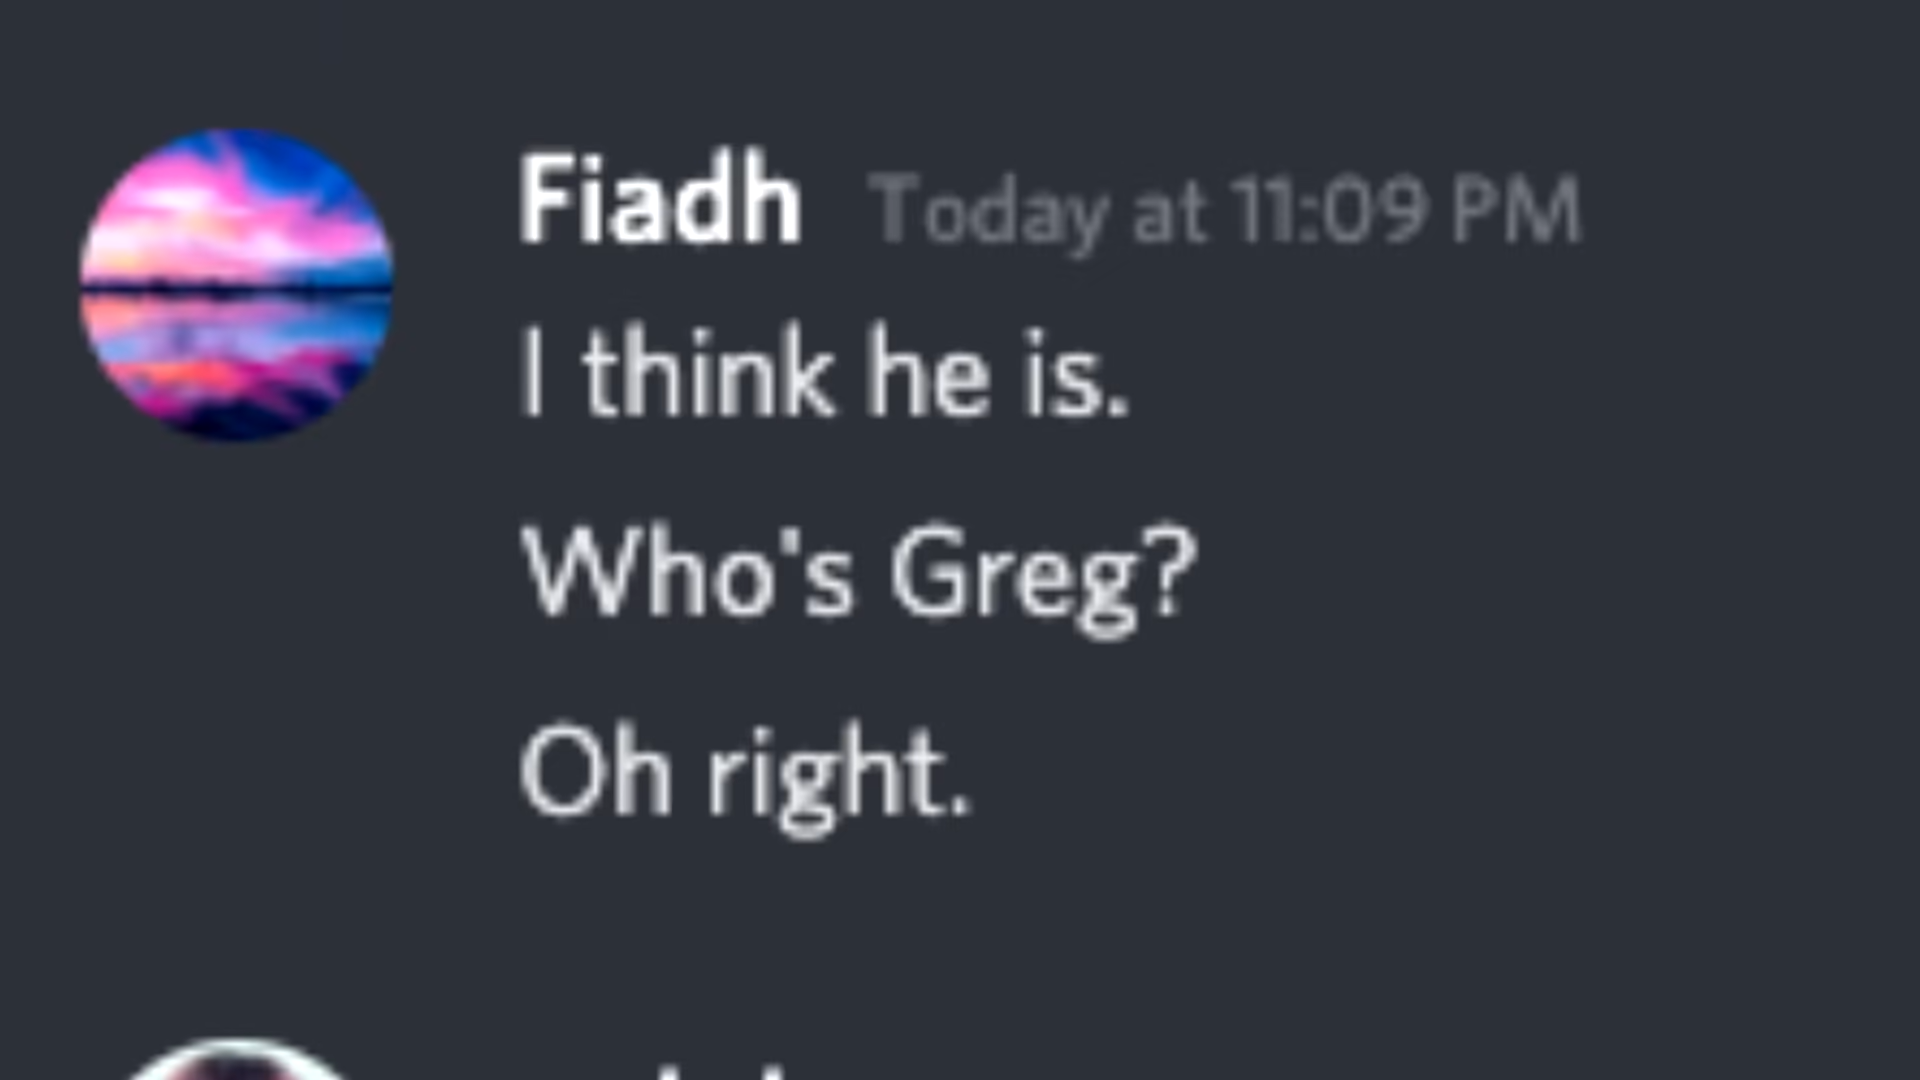 Fiadh Today at 11:09 PM
I think he is.
Who's Greg?
Oh right.